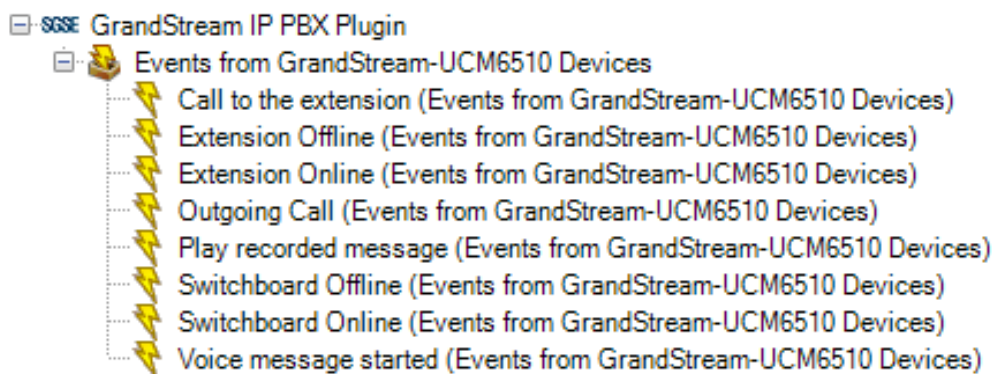 SGSE GrandStream IP PBX Plugin
Events from GrandStream-UCM6510 Devices
Call to the extension (Events from GrandStream-UCM6510 Devices)
Extension Offline (Events from GrandStream-UCM6510 Devices)
Extension Online (Events from GrandStream-UCM6510 Devices)
Outgoing Call (Events from GrandStream-UCM6510 Devices)
Play recorded message (Events from GrandStream-UCM6510 Devices)
Switchboard Offline (Events from GrandStream-UCM6510 Devices)
Switchboard Online (Events from GrandStream-UCM6510 Devices)
Voice message started (Events from GrandStream-UCM6510 Devices)